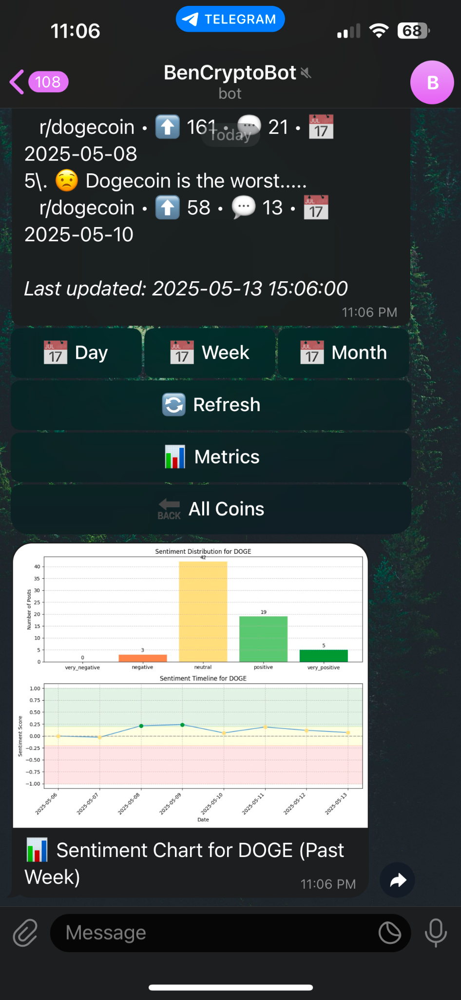 11:06
TELEGRAM
68
108
BenCryptoBot
bot
B
r/dogecoin • 161 • 21 • JUL 17
Today
2025-05-08
5\. Dogecoin is the worst.....
r/dogecoin • 58 • 13 • JUL 17
2025-05-10
Last updated: 2025-05-13 15:06:00
11:06 PM
JUL 17 Day
JUL 17 Week
JUL 17 Month
Refresh
Metrics
BACK All Coins
Sentiment Distribution for DOGE
Number of Posts
40
35
30
25
20
15
10
5
0
0
3
42
19
5
very_negative
negative
neutral
positive
very_positive
Sentiment Timeline for DOGE
Sentiment Score
1.00
0.75
0.50
0.25
0.00
−0.25
−0.50
−0.75
−1.00
2025-05-06
2025-05-07
2025-05-08
2025-05-09
2025-05-10
2025-05-11
2025-05-12
2025-05-13
Date
Sentiment Chart for DOGE (Past
Week)
11:06 PM
Message